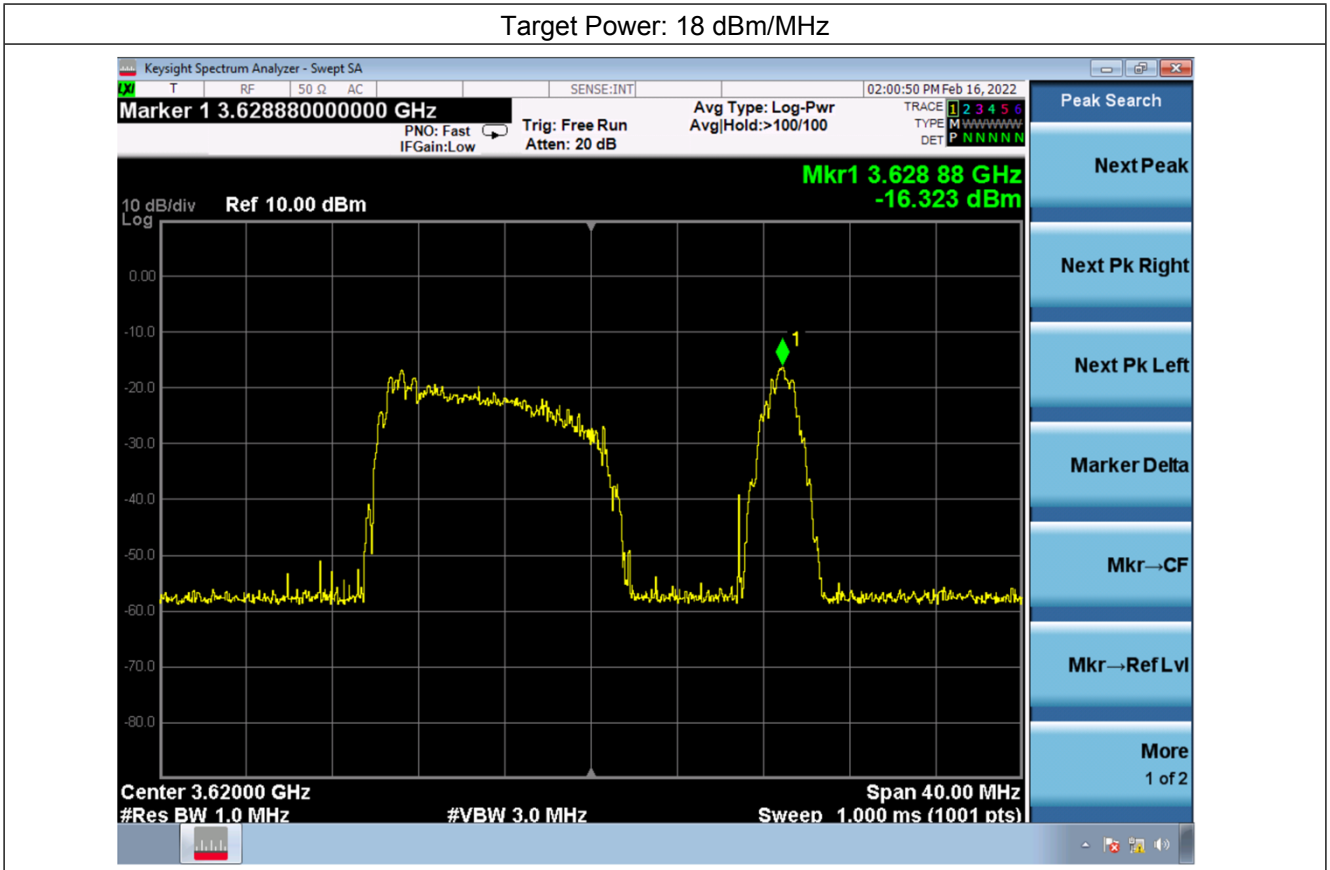 Target Power: 18 dBm/MHz
Keysight Spectrum Analyzer - Swept SA
LXI T RF 50 Ω AC SENSE:INT 02:00:50 PM Feb 16, 2022
Marker 1 3.628880000000 GHz
PNO: Fast
IFGain:Low
Trig: Free Run
Atten: 20 dB
Avg Type: Log-Pwr
Avg|Hold:>100/100
TRACE 1 2 3 4 5 6
TYPE M WWWWW
DET P N N N N N
Mkr1 3.628 88 GHz
-16.323 dBm
10 dB/div Ref 10.00 dBm
Log
0.00
-10.0
-20.0
-30.0
-40.0
-50.0
-60.0
-70.0
-80.0
1
Center 3.62000 GHz Span 40.00 MHz
#Res BW 1.0 MHz #VBW 3.0 MHz Sweep 1.000 ms (1001 pts)
Peak Search
Next Peak
Next Pk Right
Next Pk Left
Marker Delta
Mkr→CF
Mkr→Ref Lvl
More
1 of 2